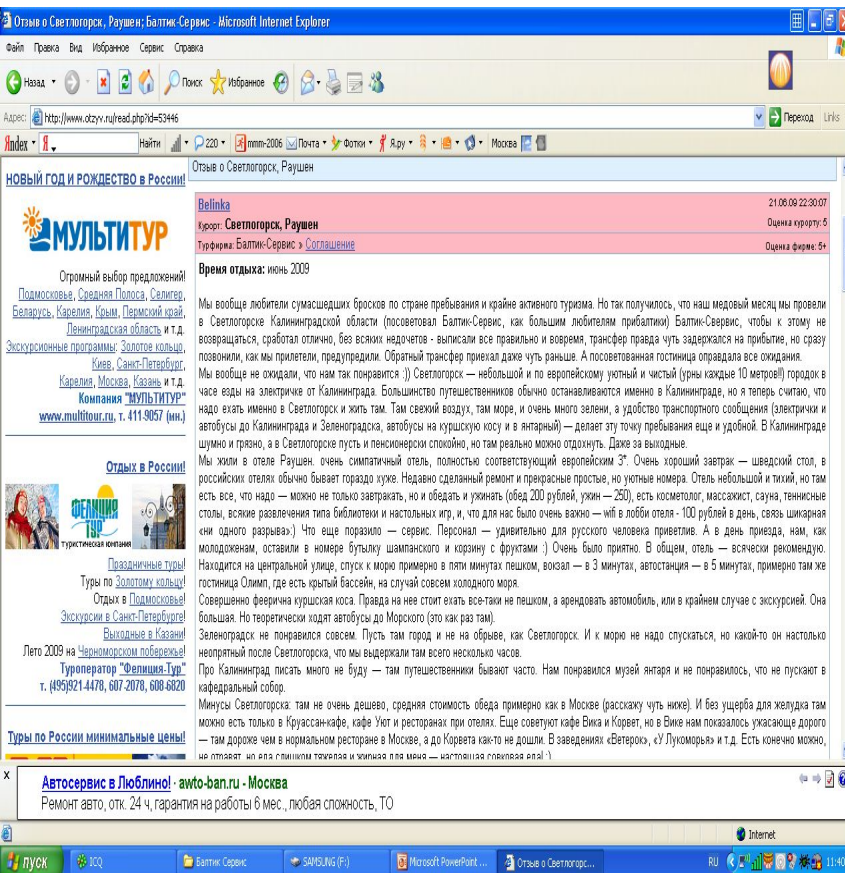 Отзыв о Светлогорск, Раушен; Балтик-Сервис - Microsoft Internet Explorer
Файл Правка Вид Избранное Сервис Справка
Назад Поиск Избранное
Адрес: http://www.otzyv.ru/read.php?id=53446 Переход Links
Яndex Я Найти 220 mmm-2006 Почта Фотки Я.ру Москва
НОВЫЙ ГОД И РОЖДЕСТВО в России!
МУЛЬТИТУР
Огромный выбор предложений!
Подмосковье, Средняя Полоса, Селигер,
Беларусь, Карелия, Крым, Пермский край,
Ленинградская область и т.д.
Экскурсионные программы: Золотое кольцо,
Киев, Санкт-Петербург,
Карелия, Москва, Казань и т.д.
Компания "МУЛЬТИТУР"
www.multitour.ru, т. 411-9057 (мн.)
Отдых в России!
ФЕЛИЦИЯ ТУР
туристическая компания
Праздничные туры!
Туры по Золотому кольцу!
Отдых в Подмосковье!
Экскурсии в Санкт-Петербурге!
Выходные в Казани!
Лето 2009 на Черноморском побережье!
Туроператор "Фелиция-Тур"
т. (495)921-4478, 607-2078, 608-6820
Туры по России минимальные цены!
Отзыв о Светлогорск, Раушен
Belinka 21.06.09 22:30:07
Курорт: Светлогорск, Раушен Оценка курорту: 5
Турфирма: Балтик-Сервис » Соглашение Оценка фирме: 5+
Время отдыха: июнь 2009
Мы вообще любители сумасшедших бросков по стране пребывания и крайне активного туризма. Но так получилось, что наш медовый месяц мы провели
в Светлогорске Калининградской области (посоветовал Балтик-Сервис, как большим любителям прибалтики) Балтик-Свервис, чтобы к этому не
возвращаться, сработал отлично, без всяких недочетов - выписали все правильно и вовремя, трансфер правда чуть задержался на прибытие, но сразу
позвонили, как мы прилетели, предупредили. Обратный трансфер приехал даже чуть раньше. А посоветованная гостиница оправдала все ожидания.
Мы вообще не ожидали, что нам так понравится :)) Светлогорск — небольшой и по европейскому уютный и чистый (урны каждые 10 метров!!!) городок в
часе езды на электричке от Калининграда. Большинство путешественников обычно останавливаются именно в Калининграде, но я теперь считаю, что
надо ехать именно в Светлогорск и жить там. Там свежий воздух, там море, и очень много зелени, а удобство транспортного сообщения (электрички и
автобусы до Калининграда и Зеленоградска, автобусы на куршскую косу и в янтарный) — делает эту точку пребывания еще и удобной. В Калининграде
шумно и грязно, а в Светлогорске пусть и пенсионерски спокойно, но там реально можно отдохнуть. Даже за выходные.
Мы жили в отеле Раушен. очень симпатичный отель, полностью соответствующий европейским 3*. Очень хороший завтрак — шведский стол, в
российских отелях обычно бывает гораздо хуже. Недавно сделанный ремонт и прекрасные простые, но уютные номера. Отель небольшой и тихий, но там
есть все, что надо — можно не только завтракать, но и обедать и ужинать (обед 200 рублей, ужин — 250), есть косметолог, массажист, сауна, теннисные
столы, всякие развлечения типа библиотеки и настольных игр, и, что для нас было очень важно — wifi в лобби отеля - 100 рублей в день, связь шикарная
«ни одного разрыва»:) Что еще поразило — сервис. Персонал — удивительно для русского человека приветлив. А в день приезда, нам, как
молодоженам, оставили в номере бутылку шампанского и корзину с фруктами :) Очень было приятно. В общем, отель — всячески рекомендую.
Находится на центральной улице, спуск к морю примерно в пяти минутах пешком, вокзал — в 3 минутах, автостанция — в 5 минутах, примерно там же
гостиница Олимп, где есть крытый бассейн, на случай совсем холодного моря.
Совершенно феерична куршская коса. Правда на нее стоит ехать все-таки не пешком, а арендовать автомобиль, или в крайнем случае с экскурсией. Она
большая. Но теоретически ходят автобусы до Морского (это как раз там).
Зеленоградск не понравился совсем. Пусть там город и не на обрыве, как Светлогорск. И к морю не надо спускаться, но какой-то он настолько
неопрятный после Светлогорска, что мы выдержали там всего несколько часов.
Про Калининград писать много не буду — там путешественники бывают часто. Нам понравился музей янтаря и не понравилось, что не пускают в
кафедральный собор.
Минусы Светлогорска: там не очень дешево, средняя стоимость обеда примерно как в Москве (расскажу чуть ниже). И без ущерба для желудка там
можно есть только в Круассан-кафе, кафе Уют и ресторанах при отелях. Еще советуют кафе Вика и Корвет, но в Вике нам показалось ужасающе дорого
— там дороже чем в нормальном ресторане в Москве, а до Корвета как-то не дошли. В заведениях «Ветерок», «У Лукоморья» и т.д. Есть конечно можно,
не отравят, но еда слишком тяжелая и жирная для меня — настоящая совковая еда! :)
x
Автосервис в Люблино! · awto-ban.ru - Москва
Ремонт авто, отк. 24 ч, гарантия на работы 6 мес., любая сложность, ТО
Internet
пуск ICQ Балтик Сервис SAMSUNG (F:) Microsoft PowerPoint ... Отзыв о Светлогорс... RU 11:40